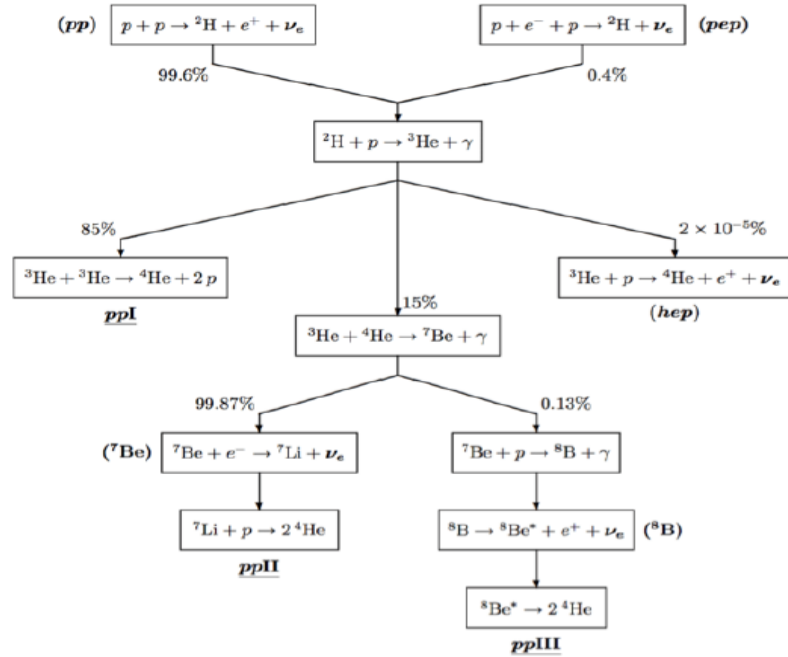 (pp) p + p → ²H + e⁺ + νₑ
p + e⁻ + p → ²H + νₑ (pep)
99.6%
0.4%
²H + p → ³He + γ
85%
2 × 10⁻⁵%
³He + ³He → ⁴He + 2 p
³He + p → ⁴He + e⁺ + νₑ
ppI
(hep)
15%
³He + ⁴He → ⁷Be + γ
99.87%
0.13%
(⁷Be) ⁷Be + e⁻ → ⁷Li + νₑ
⁷Be + p → ⁸B + γ
⁷Li + p → 2 ⁴He
⁸B → ⁸Be* + e⁺ + νₑ (⁸B)
ppII
⁸Be* → 2 ⁴He
ppIII